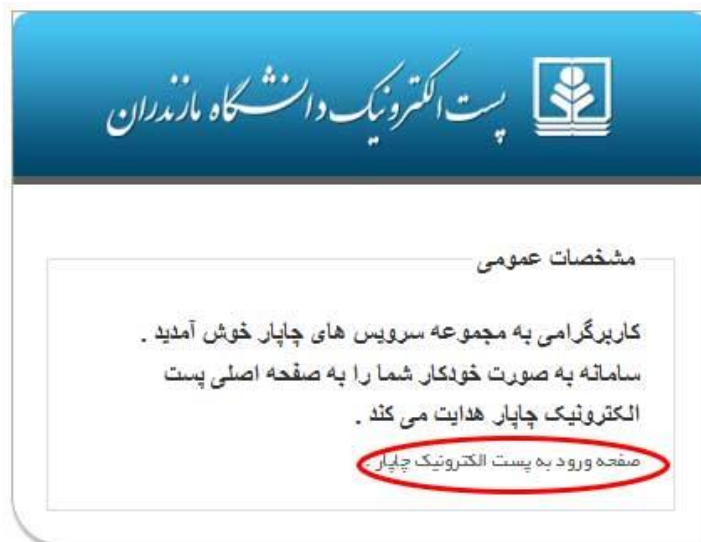 پست الکترونیک دانشگاه مازندران
مشخصات عمومی
کاربرگرامی به مجموعه سرویس های چاپار خوش آمدید .
سامانه به صورت خودکار شما را به صفحه اصلی پست
الکترونیک چاپار هدایت می کند .
صفحه ورود به پست الکترونیک چاپار .